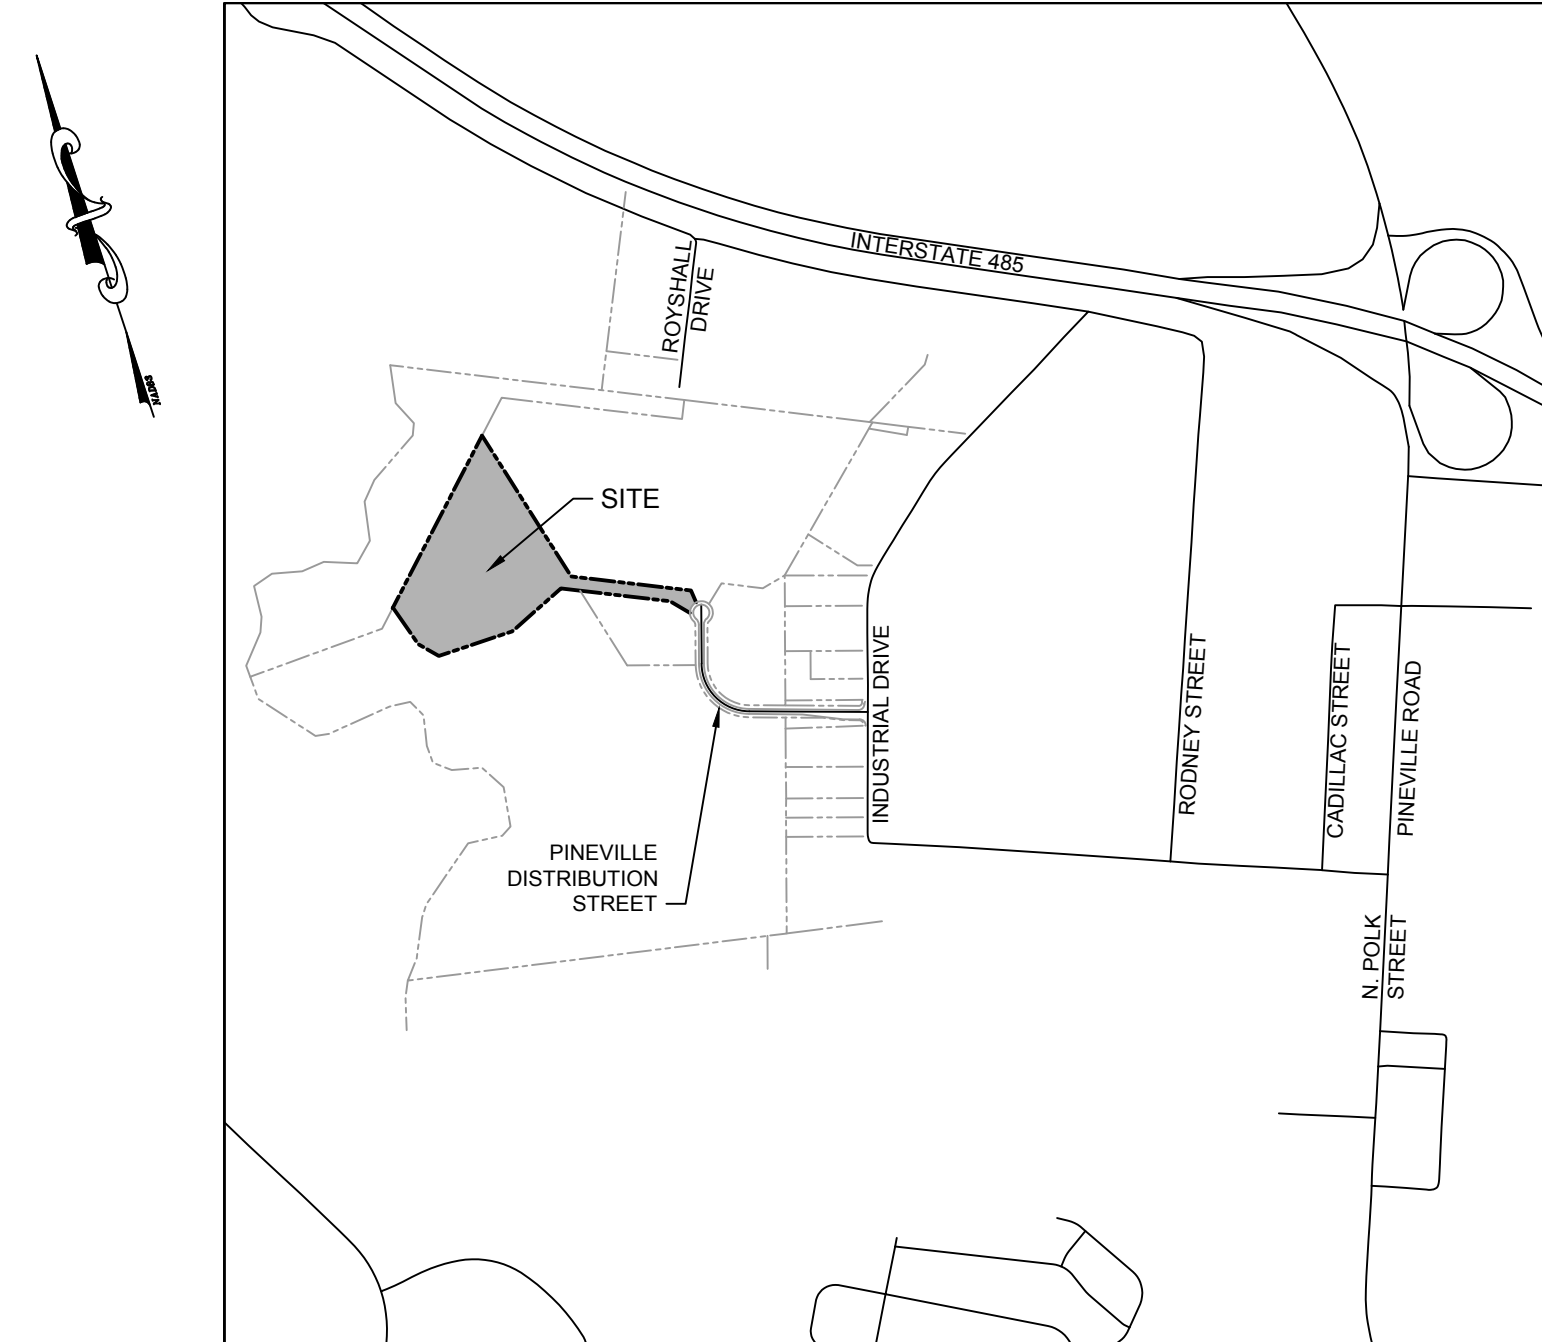 NAD83
INTERSTATE 485
ROYSHALL
DRIVE
SITE
INDUSTRIAL DRIVE
RODNEY STREET
CADILLAC STREET
PINEVILLE ROAD
PINEVILLE
DISTRIBUTION
STREET
N. POLK
STREET